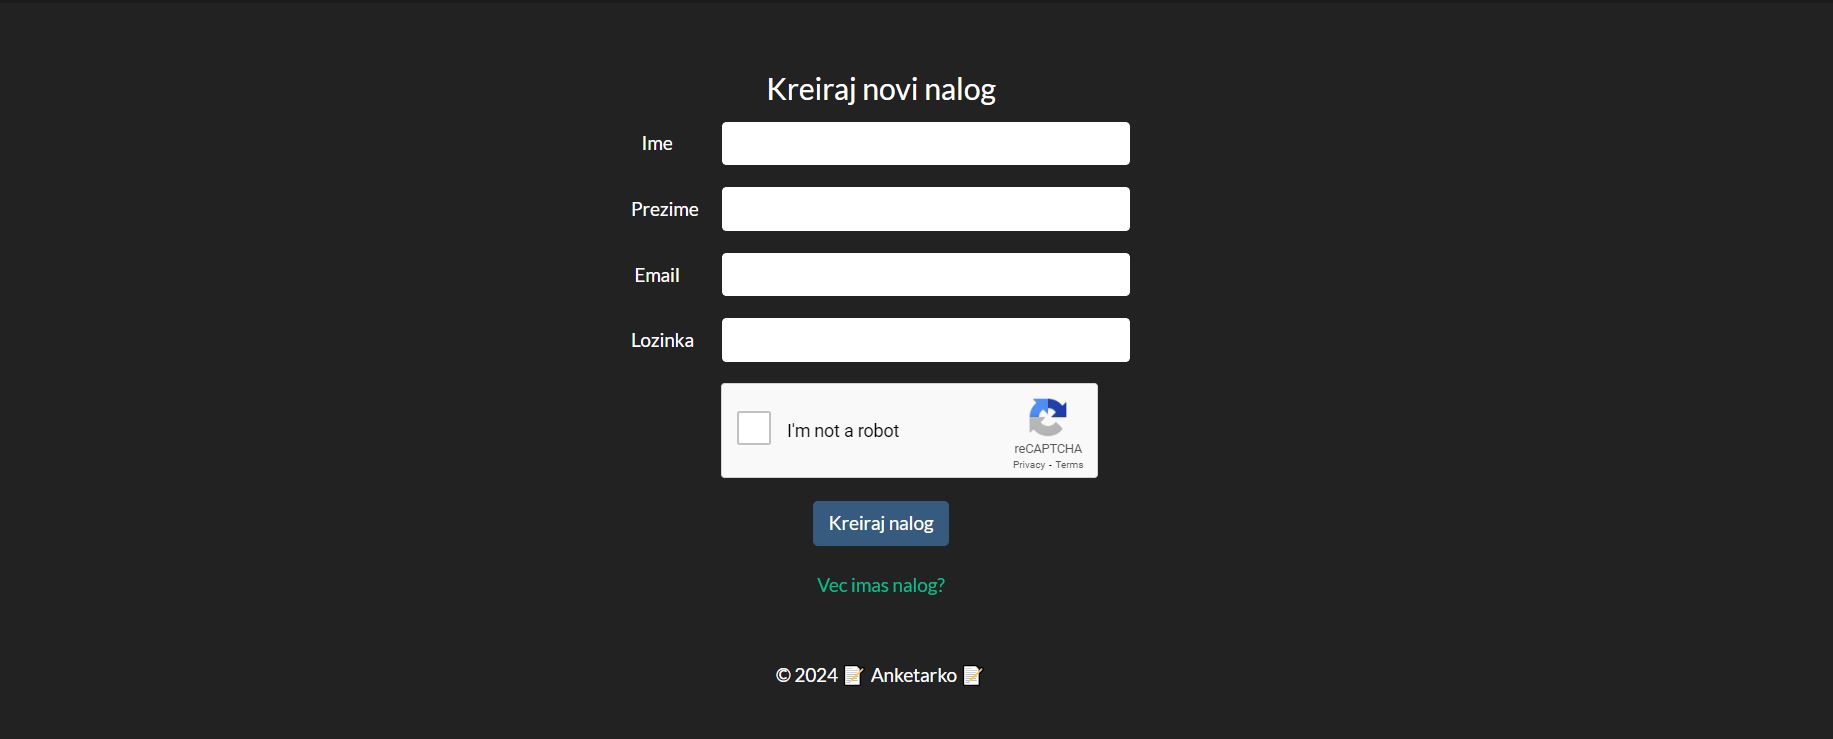 Kreiraj novi nalog
Ime
Prezime
Email
Lozinka
I'm not a robot
reCAPTCHA
Privacy - Terms
Kreiraj nalog
Vec imas nalog?
© 2024 📝 Anketarko 📝